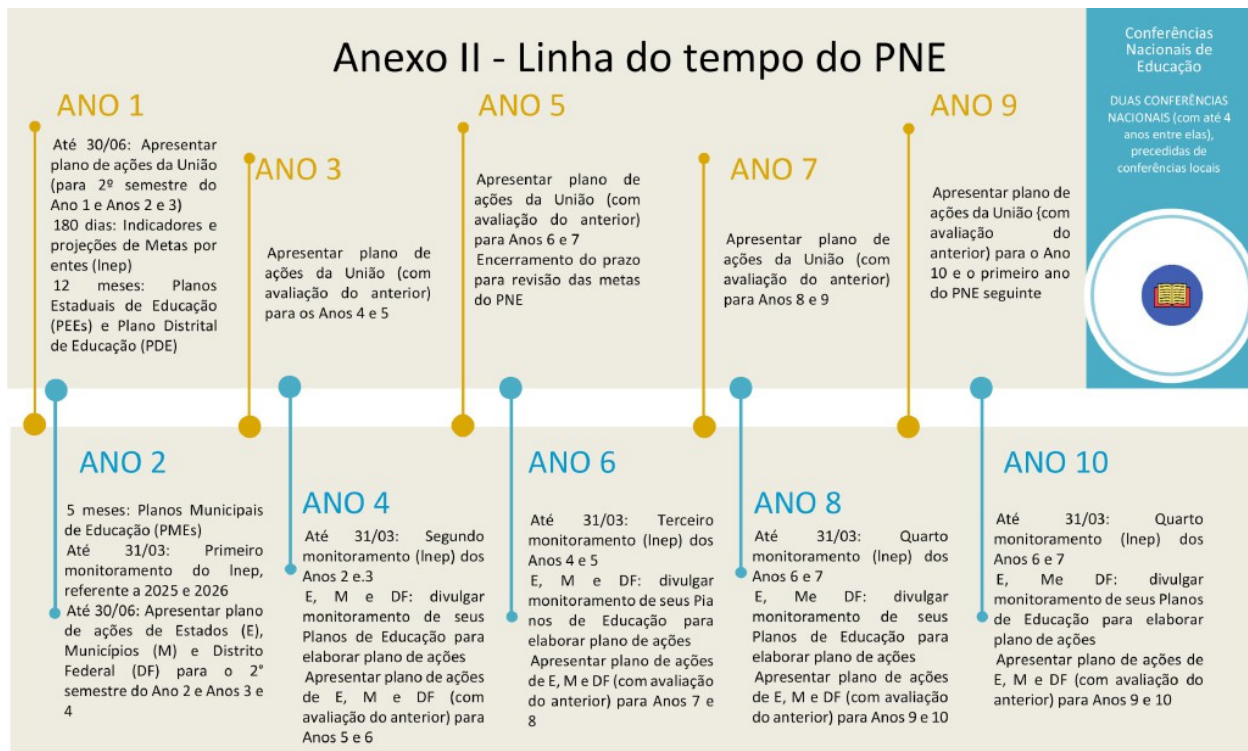 Anexo II - Linha do tempo do PNE
ANO 1
Até 30/06: Apresentar
plano de ações da União
(para 2º semestre do
Ano 1 e Anos 2 e 3)
180 dias: Indicadores e
projeções de Metas por
entes (Inep)
12 meses: Planos
Estaduais de Educação
(PEEs) e Plano Distrital
de Educação (PDE)
ANO 3
Apresentar plano de
ações da União (com
avaliação do anterior)
para os Anos 4 e 5
ANO 5
Apresentar plano de
ações da União (com
avaliação do anterior)
para Anos 6 e 7
Encerramento do prazo
para revisão das metas
do PNE
ANO 7
Apresentar plano de
ações da União (com
avaliação do anterior)
para Anos 8 e 9
ANO 9
Apresentar plano de
ações da União {com
avaliação do
anterior) para o Ano
10 e o primeiro ano
do PNE seguinte
Conferências
Nacionais de
Educação
DUAS CONFERÊNCIAS
NACIONAIS (com até 4
anos entre elas),
precedidas de
conferências locais
ANO 2
5 meses: Planos Municipais
de Educação (PMEs)
Até 31/03: Primeiro
monitoramento do Inep,
referente a 2025 e 2026
Até 30/06: Apresentar plano
de ações de Estados (E),
Municípios (M) e Distrito
Federal (DF) para o 2°
semestre do Ano 2 e Anos 3 e
4
ANO 4
Até 31/03: Segundo
monitoramento (Inep) dos
Anos 2 e.3
E, M e DF: divulgar
monitoramento de seus
Planos de Educação para
elaborar plano de ações
Apresentar plano de ações
de E, M e DF (com
avaliação do anterior) para
Anos 5 e 6
ANO 6
Até 31/03: Terceiro
monitoramento (Inep) dos
Anos 4 e 5
E, M e DF: divulgar
monitoramento de seus Pia
nos de Educação para
elaborar plano de ações
Apresentar plano de ações
de E, M e DF (com avaliação
do anterior) para Anos 7 e
8
ANO 8
Até 31/03: Quarto
monitoramento (Inep) dos
Anos 6 e 7
E, Me DF: divulgar
monitoramento de seus
Planos de Educação para
elaborar plano de ações
Apresentar plano de ações
de E, M e DF (com avaliação
do anterior) para Anos 9 e 10
ANO 10
Até 31/03: Quarto
monitoramento (Inep) dos
Anos 6 e 7
E, Me DF: divulgar
monitoramento de seus Planos
de Educação para elaborar
plano de ações
Apresentar plano de ações de
E, M e DF (com avaliação do
anterior) para Anos 9 e 10